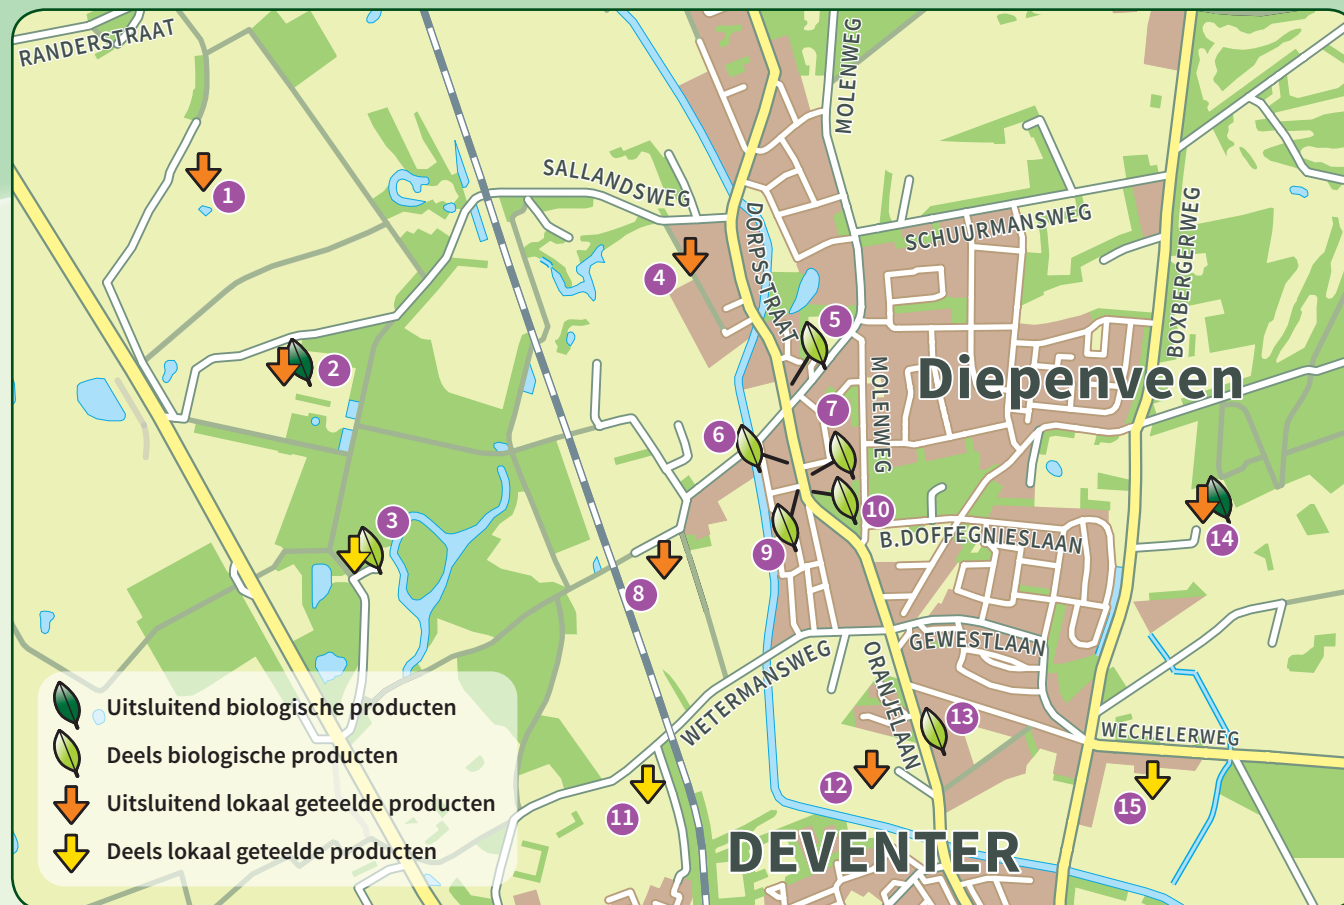 RANDERSTRAAT
MOLENWEG
1
SALLANDSWEG
DORPSSTRAAT
SCHUURMANSWEG
BOXBERGERWEG
4
5
2
Diepenveen
MOLENWEG
7
6
3
10
9
14
B.DOFFEGNIESLAAN
8
GEWESTLAAN
WETERMANSWEG
ORANJELAAN
13
WECHELERWEG
12
11
15
DEVENTER
Uitsluitend biologische producten
Deels biologische producten
Uitsluitend lokaal geteelde producten
Deels lokaal geteelde producten